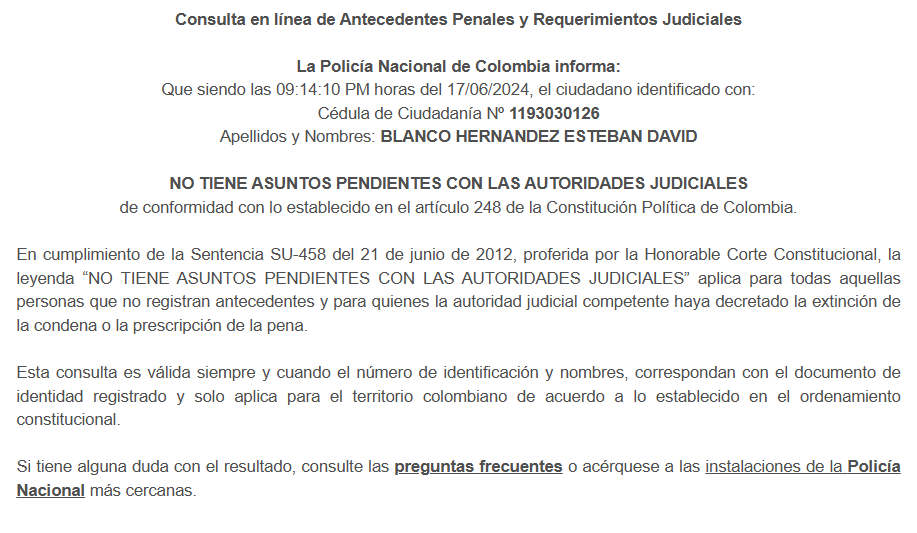 Consulta en línea de Antecedentes Penales y Requerimientos Judiciales
La Policía Nacional de Colombia informa:
Que siendo las 09:14:10 PM horas del 17/06/2024, el ciudadano identificado con:
Cédula de Ciudadanía Nº 1193030126
Apellidos y Nombres: BLANCO HERNANDEZ ESTEBAN DAVID
NO TIENE ASUNTOS PENDIENTES CON LAS AUTORIDADES JUDICIALES
de conformidad con lo establecido en el artículo 248 de la Constitución Política de Colombia.
En cumplimiento de la Sentencia SU-458 del 21 de junio de 2012, proferida por la Honorable Corte Constitucional, la
leyenda “NO TIENE ASUNTOS PENDIENTES CON LAS AUTORIDADES JUDICIALES” aplica para todas aquellas
personas que no registran antecedentes y para quienes la autoridad judicial competente haya decretado la extinción de
la condena o la prescripción de la pena.
Esta consulta es válida siempre y cuando el número de identificación y nombres, correspondan con el documento de
identidad registrado y solo aplica para el territorio colombiano de acuerdo a lo establecido en el ordenamiento
constitucional.
Si tiene alguna duda con el resultado, consulte las preguntas frecuentes o acérquese a las instalaciones de la Policía
Nacional más cercanas.